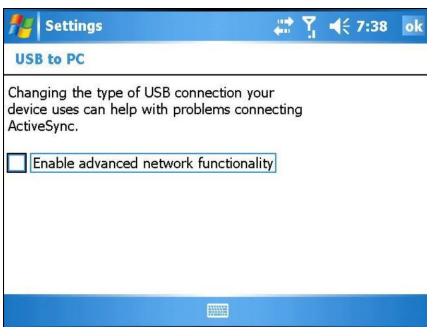 Settings 7:38 ok
USB to PC
Changing the type of USB connection your
device uses can help with problems connecting
ActiveSync.
Enable advanced network functionality